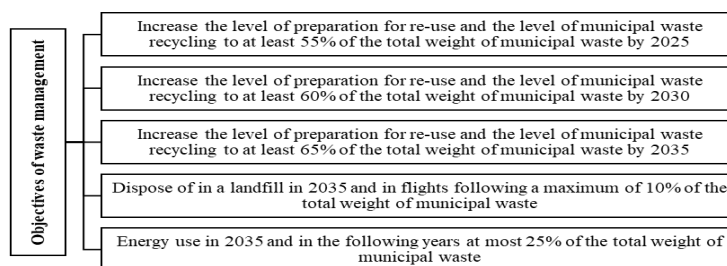 Objectives of waste management
Increase the level of preparation for re-use and the level of municipal waste
recycling to at least 55% of the total weight of municipal waste by 2025
Increase the level of preparation for re-use and the level of municipal waste
recycling to at least 60% of the total weight of municipal waste by 2030
Increase the level of preparation for re-use and the level of municipal waste
recycling to at least 65% of the total weight of municipal waste by 2035
Dispose of in a landfill in 2035 and in flights following a maximum of 10% of the
total weight of municipal waste
Energy use in 2035 and in the following years at most 25% of the total weight of
municipal waste